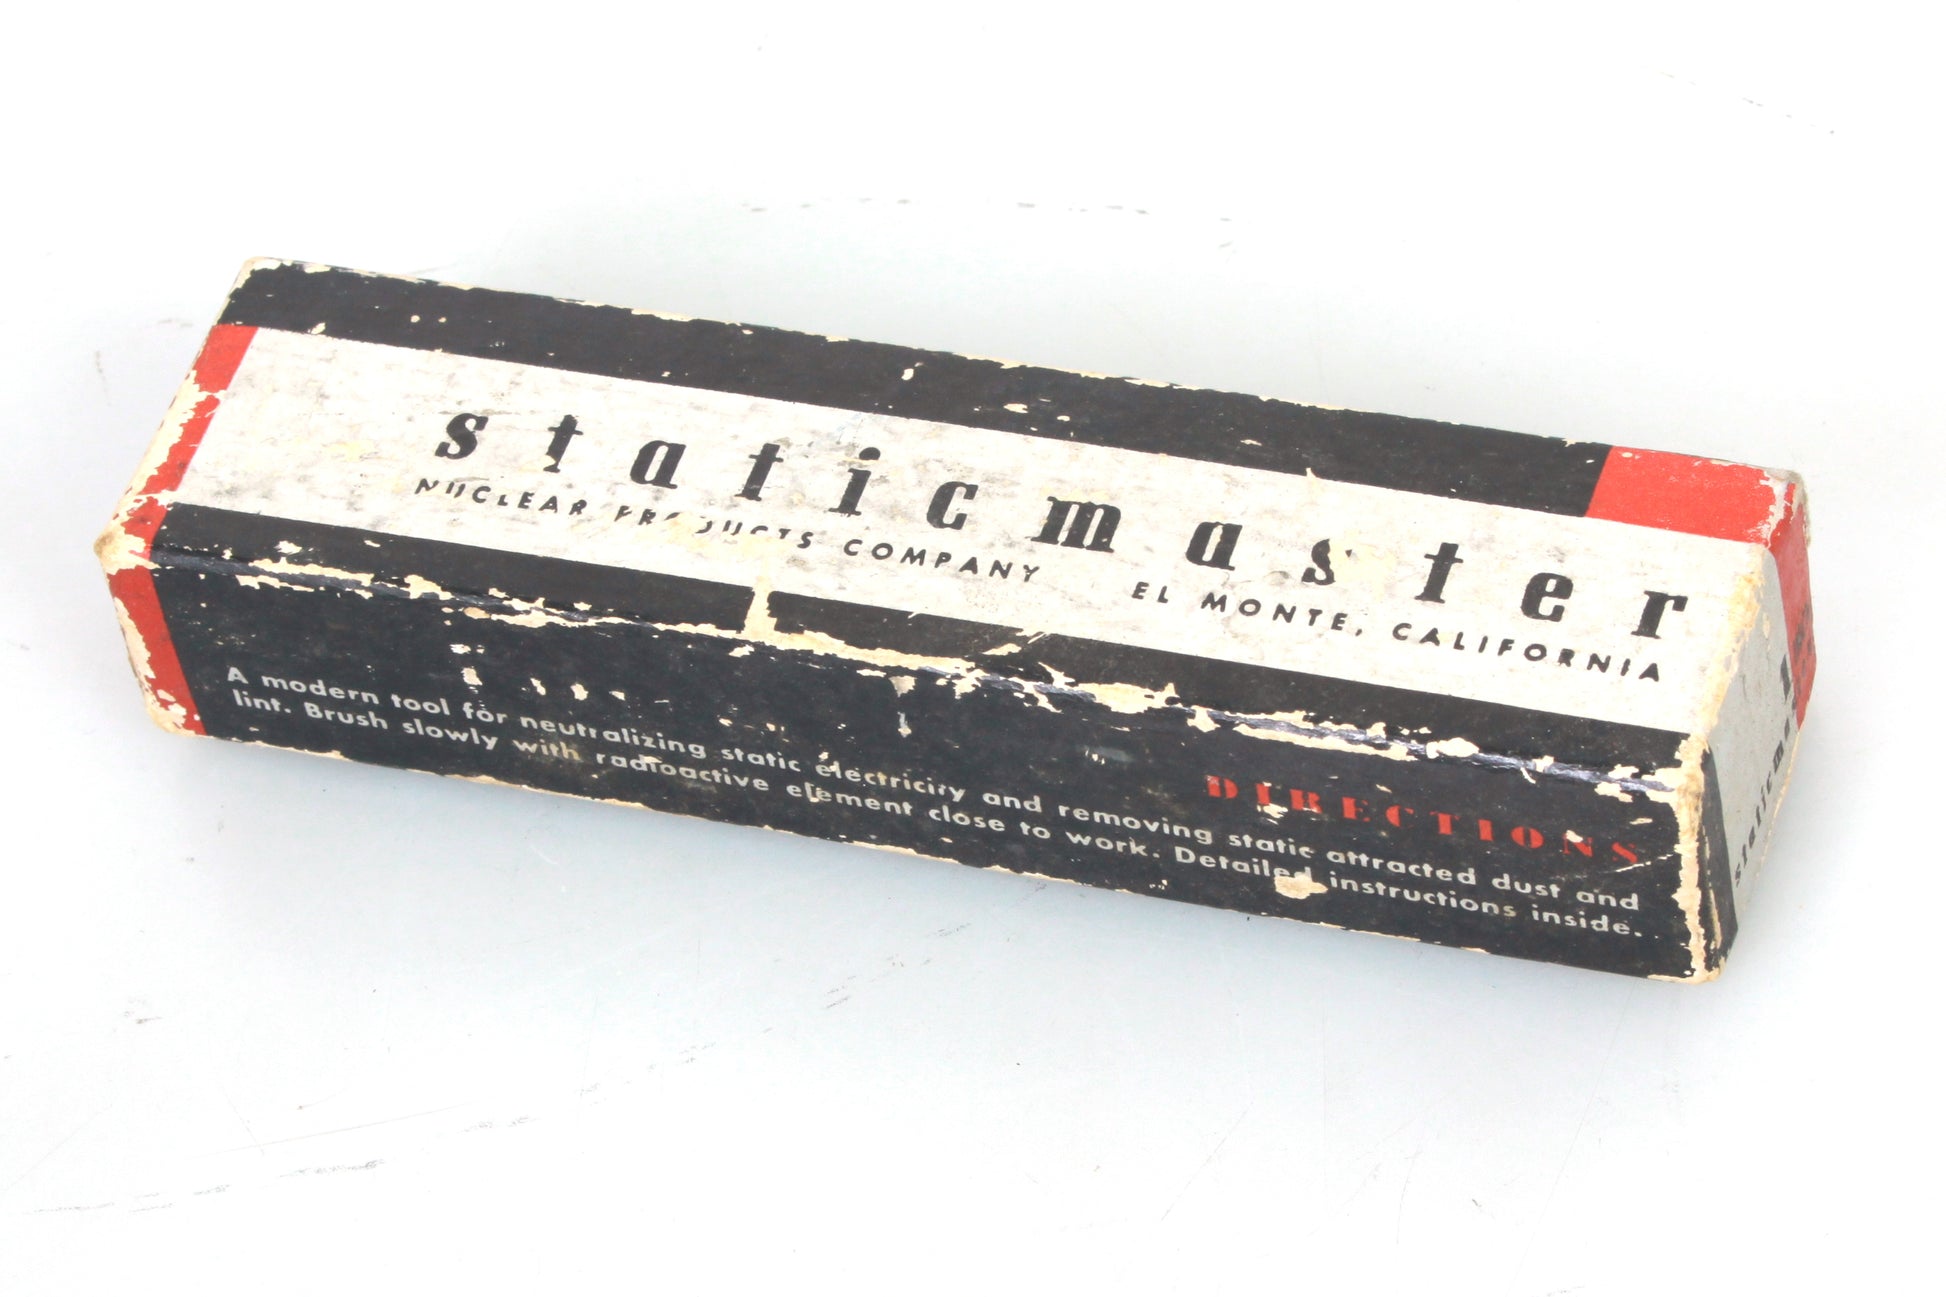 staticmaster
NUCLEAR PRODUCTS COMPANY EL MONTE, CALIFORNIA
DIRECTIONS
A modern tool for neutralizing static electricity and removing static attracted dust and
lint. Brush slowly with radioactive element close to work. Detailed instructions inside.